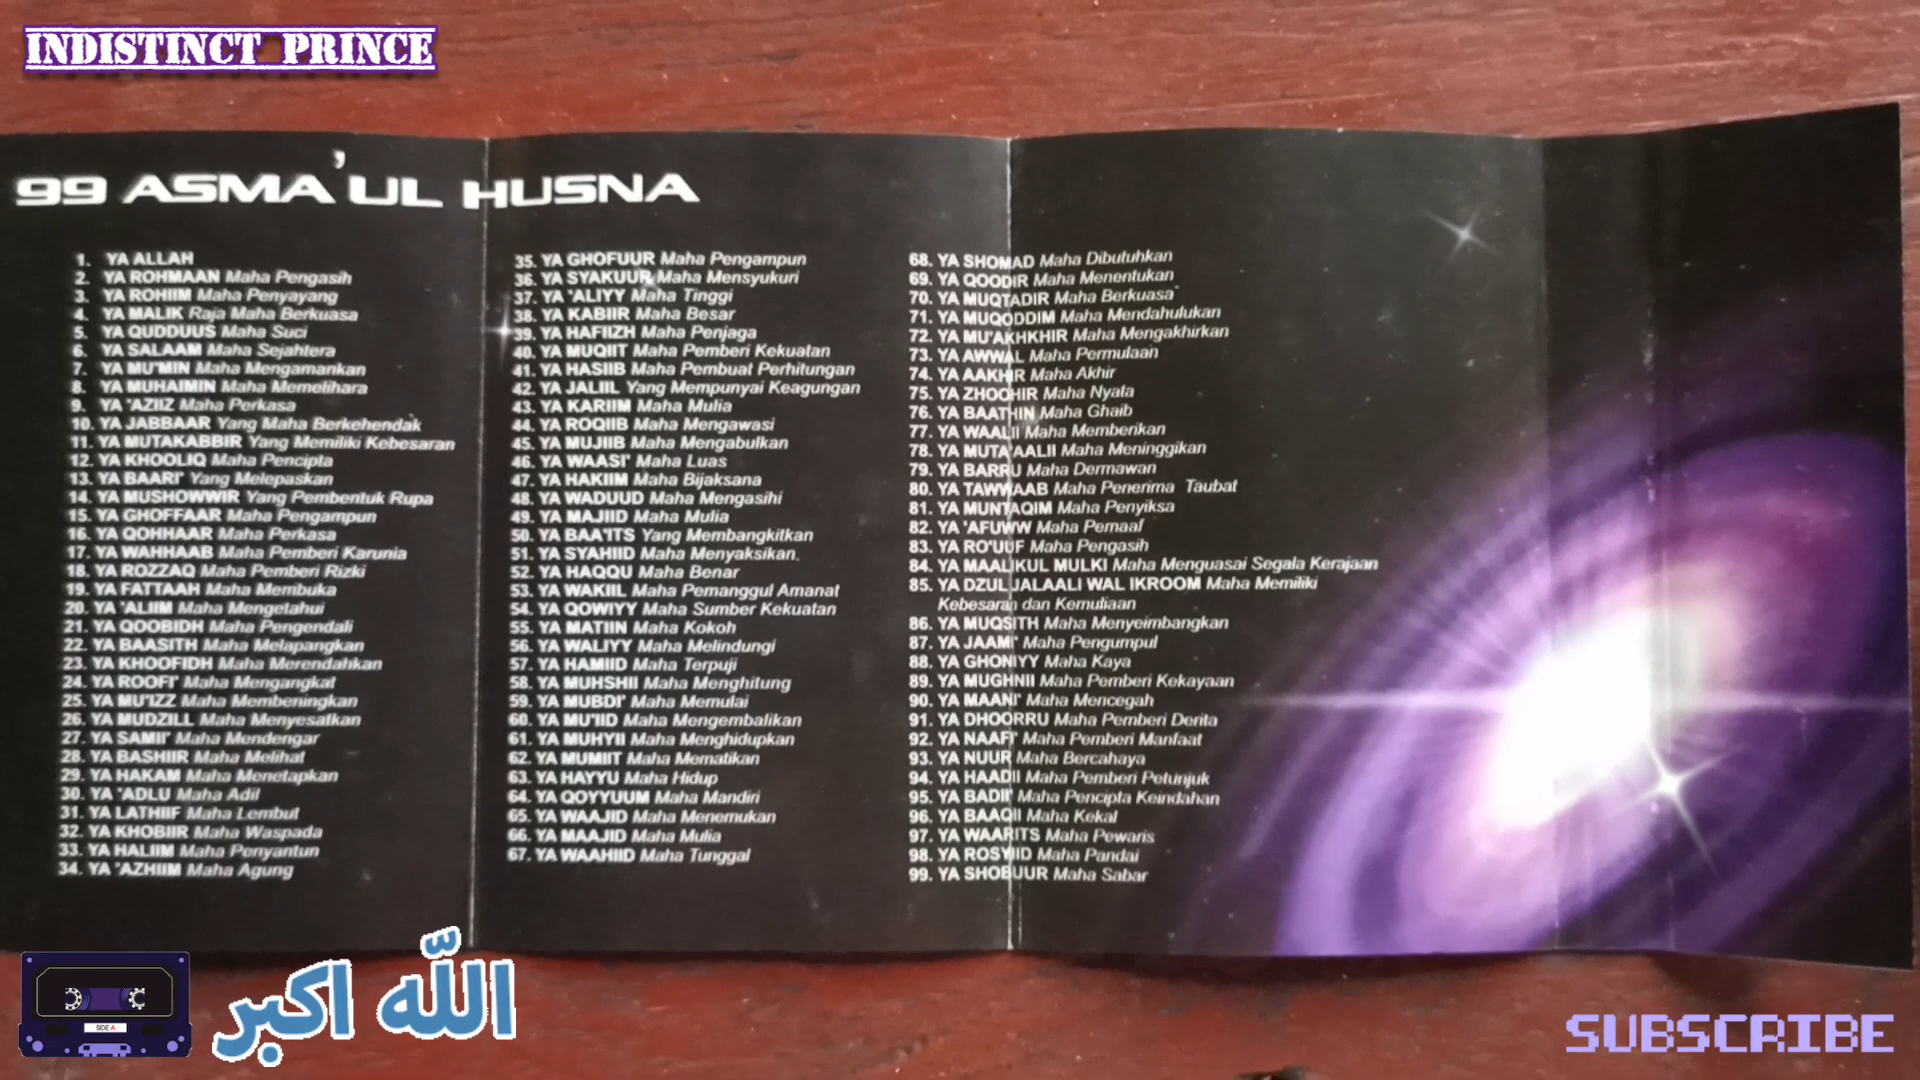 INDISTINCT PRINCE
99 ASMA'UL HUSNA
1. YA ALLAH
2. YA ROHMAAN Maha Pengasih
3. YA ROHIIM Maha Penyayang
4. YA MALIK Raja Maha Berkuasa
5. YA QUDDUUS Maha Suci
6. YA SALAAM Maha Sejahtera
7. YA MU'MIN Maha Mengamankan
8. YA MUHAIMIN Maha Memelihara
9. YA 'AZIIZ Maha Perkasa
10. YA JABBAAR Yang Maha Berkehendak
11. YA MUTAKABBIR Yang Memiliki Kebesaran
12. YA KHOOLIQ Maha Pencipta
13. YA BAARI' Yang Melepaskan
14. YA MUSHOWWIR Yang Pembentuk Rupa
15. YA GHOFFAAR Maha Pengampun
16. YA QOHHAAR Maha Perkasa
17. YA WAHHAAB Maha Pemberi Karunia
18. YA ROZZAQ Maha Pemberi Rizki
19. YA FATTAAH Maha Membuka
20. YA 'ALIIM Maha Mengetahui
21. YA QOOBIDH Maha Pengendali
22. YA BAASITH Maha Melapangkan
23. YA KHOOFIDH Maha Merendahkan
24. YA ROOFI' Maha Mengangkat
25. YA MU'IZZ Maha Membeningkan
26. YA MUDZILL Maha Menyesatkan
27. YA SAMII' Maha Mendengar
28. YA BASHIIR Maha Melihat
29. YA HAKAM Maha Menetapkan
30. YA 'ADLU Maha Adil
31. YA LATHIIF Maha Lembut
32. YA KHOBIIR Maha Waspada
33. YA HALIIM Maha Penyantun
34. YA 'AZHIIM Maha Agung
35. YA GHOFUUR Maha Pengampun
36. YA SYAKUUR Maha Mensyukuri
37. YA 'ALIYY Maha Tinggi
38. YA KABIIR Maha Besar
39. YA HAFIIZH Maha Penjaga
40. YA MUQIIT Maha Pemberi Kekuatan
41. YA HASIIB Maha Pembuat Perhitungan
42. YA JALIIL Yang Mempunyai Keagungan
43. YA KARIIM Maha Mulia
44. YA ROQIIB Maha Mengawasi
45. YA MUJIIB Maha Mengabulkan
46. YA WAASI' Maha Luas
47. YA HAKIIM Maha Bijaksana
48. YA WADUUD Maha Mengasihi
49. YA MAJIID Maha Mulia
50. YA BAA'ITS Yang Membangkitkan
51. YA SYAHIID Maha Menyaksikan
52. YA HAQQU Maha Benar
53. YA WAKIIL Maha Pemanggul Amanat
54. YA QOWIYY Maha Sumber Kekuatan
55. YA MATIIN Maha Kokoh
56. YA WALIYY Maha Melindungi
57. YA HAMIID Maha Terpuji
58. YA MUHSHII Maha Menghitung
59. YA MUBDI' Maha Memulai
60. YA MU'IID Maha Mengembalikan
61. YA MUHYII Maha Menghidupkan
62. YA MUMIIT Maha Mematikan
63. YA HAYYU Maha Hidup
64. YA QOYYUUM Maha Mandiri
65. YA WAAJID Maha Menemukan
66. YA MAAJID Maha Mulia
67. YA WAAHIID Maha Tunggal
68. YA SHOMAD Maha Dibutuhkan
69. YA QOODIR Maha Menentukan
70. YA MUQTADIR Maha Berkuasa
71. YA MUQODDIM Maha Mendahulukan
72. YA MU'AKHKHIR Maha Mengakhirkan
73. YA AWWAL Maha Permulaan
74. YA AAKHIR Maha Akhir
75. YA ZHOOHIR Maha Nyata
76. YA BAATHIN Maha Ghaib
77. YA WAALII Maha Memberikan
78. YA MUTA'AALII Maha Meninggikan
79. YA BARRU Maha Dermawan
80. YA TAWWAAB Maha Penerima Taubat
81. YA MUNTAQIM Maha Penyiksa
82. YA 'AFUWW Maha Pemaaf
83. YA RO'UUF Maha Pengasih
84. YA MAALIKUL MULKI Maha Menguasai Segala Kerajaan
85. YA DZULJALAALI WAL IKROOM Maha Memiliki
Kebesaran dan Kemuliaan
86. YA MUQSITH Maha Menyeimbangkan
87. YA JAAMI' Maha Pengumpul
88. YA GHONIYY Maha Kaya
89. YA MUGHNII Maha Pemberi Kekayaan
90. YA MAANI' Maha Mencegah
91. YA DHOORRU Maha Pemberi Derita
92. YA NAAFI' Maha Pemberi Manfaat
93. YA NUUR Maha Bercahaya
94. YA HAADII Maha Pemberi Petunjuk
95. YA BADII' Maha Pencipta Keindahan
96. YA BAAQII Maha Kekal
97. YA WAARITS Maha Pewaris
98. YA ROSYIID Maha Pandai
99. YA SHOBUUR Maha Sabar
SIDE A
اللّٰه اكبر
SUBSCRIBE